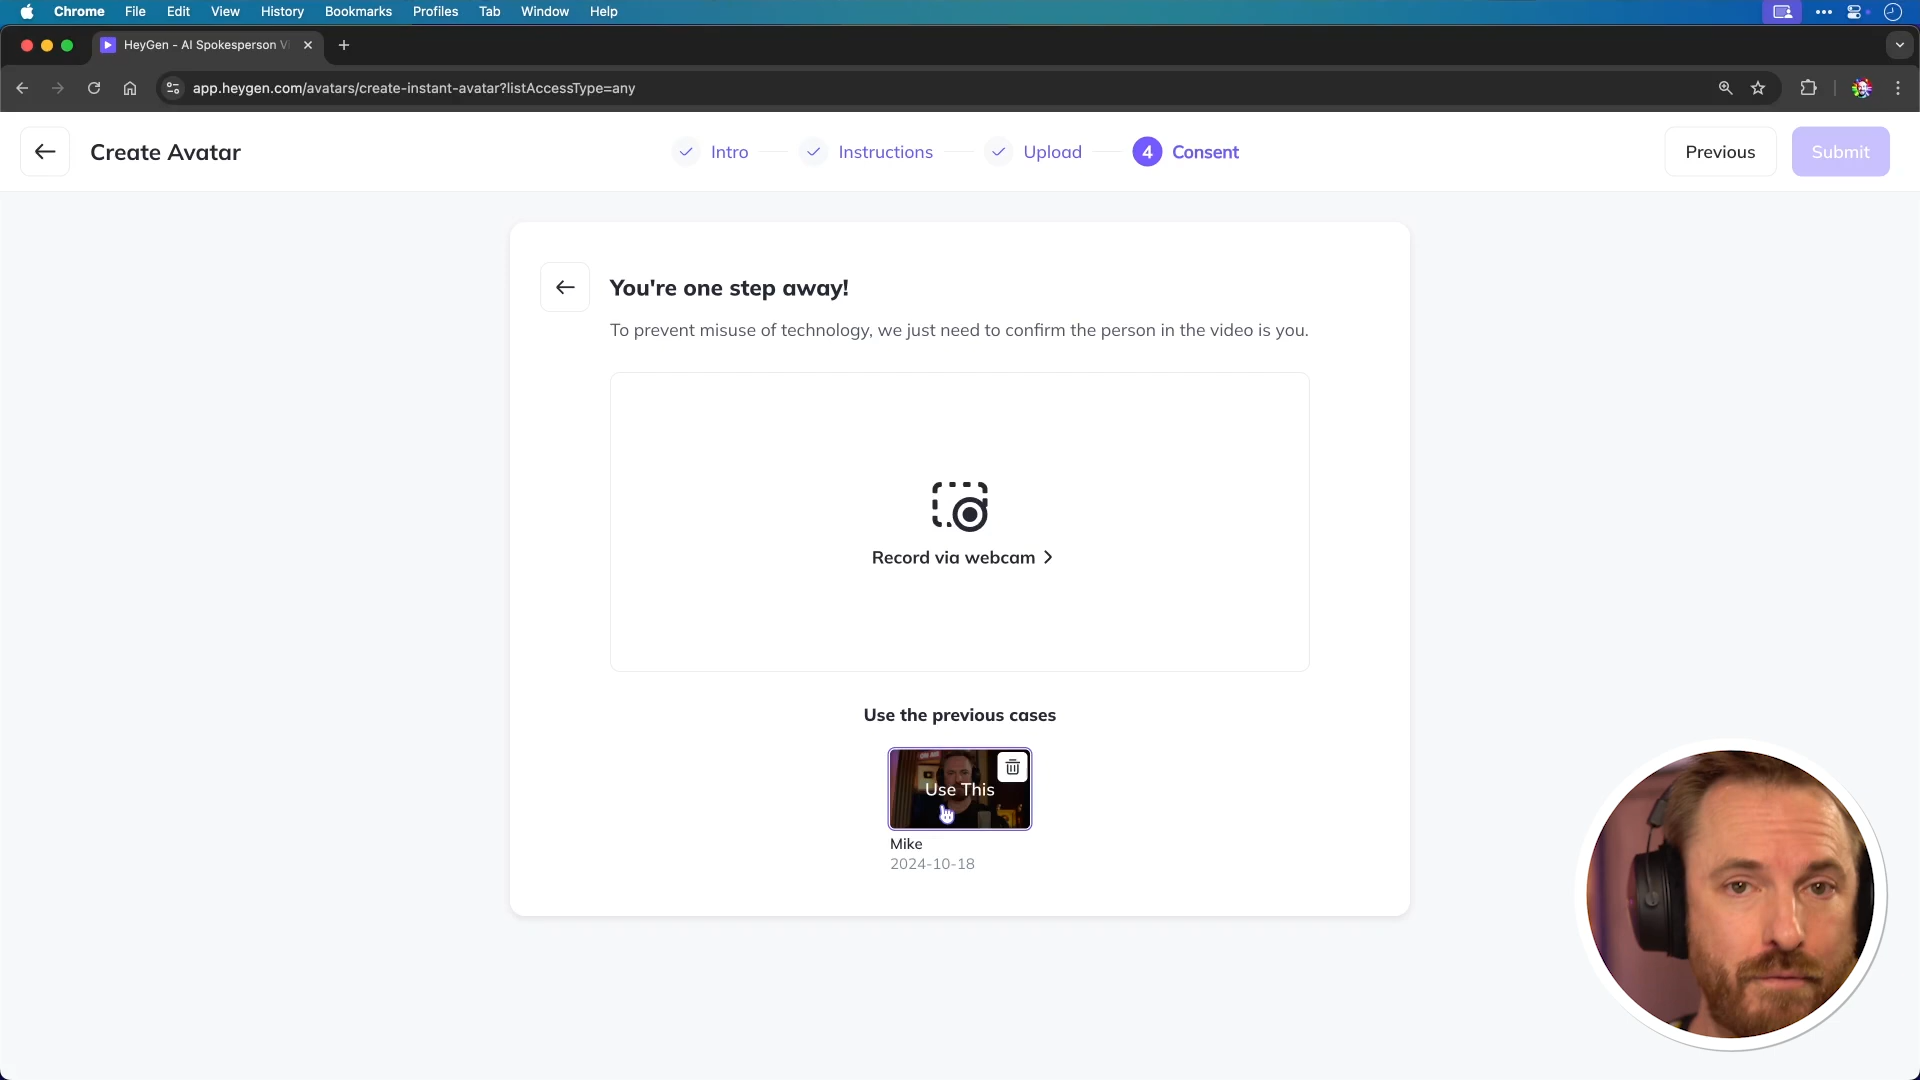 Chrome File Edit View History Bookmarks Profiles Tab Window Help
HeyGen - AI Spokesperson Vi
app.heygen.com/avatars/create-instant-avatar?listAccessType=any
Create Avatar
Intro
Instructions
Upload
4 Consent
Previous
Submit
You're one step away!
To prevent misuse of technology, we just need to confirm the person in the video is you.
Record via webcam
Use the previous cases
Use This
Mike
2024-10-18